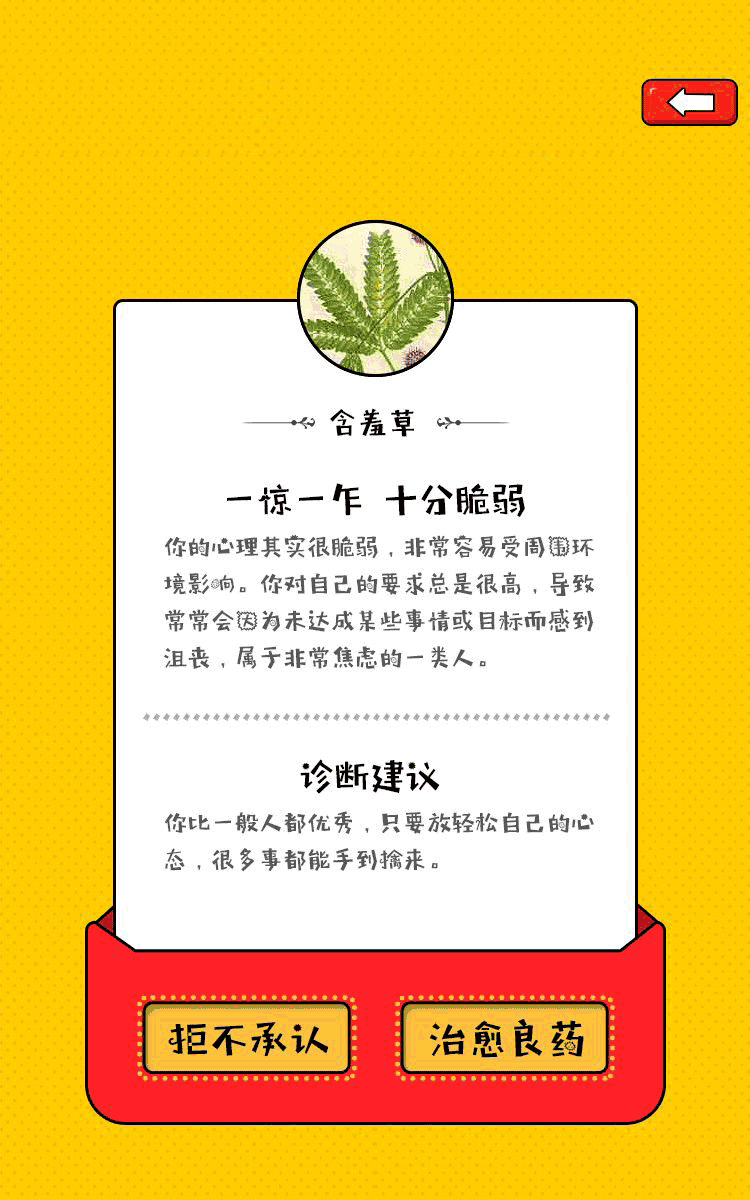 含羞草
一惊一乍 十分脆弱
你的心理其实很脆弱，非常容易受周围环
境影响。你对自己的要求总是很高，导致
常常会因为未达成某些事情或目标而感到
沮丧，属于非常焦虑的一类人。
诊断建议
你比一般人都优秀，只要放轻松自己的心
态，很多事都能手到擒来。
拒不承认
治愈良药